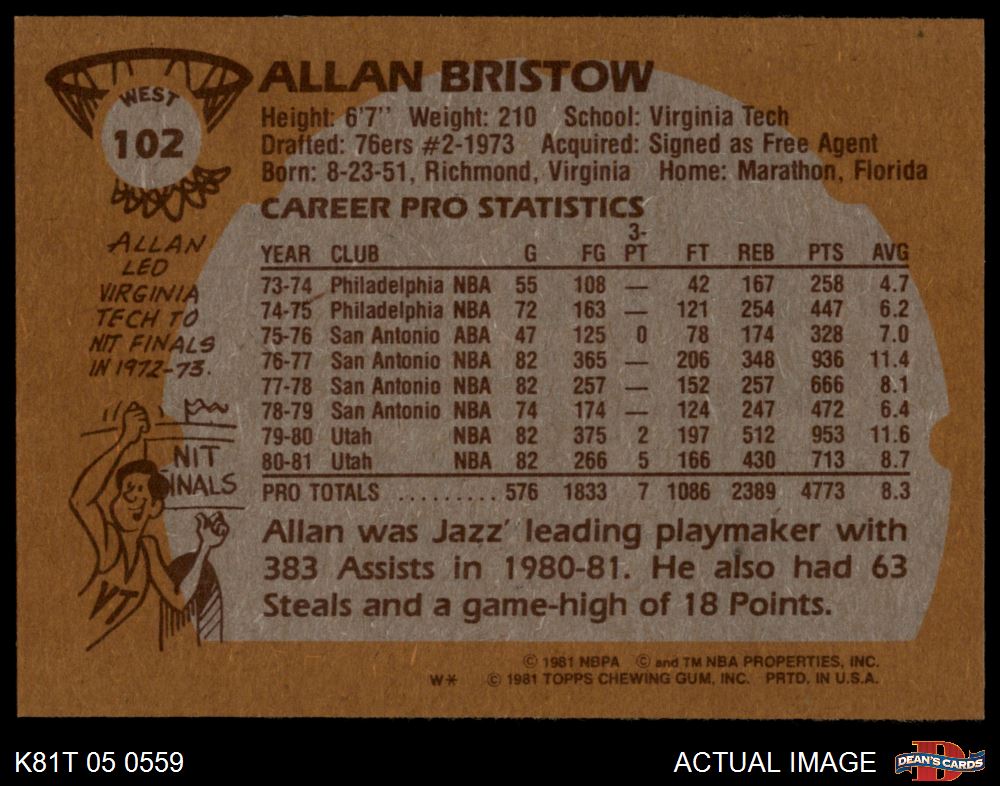 WEST
102
ALLAN BRISTOW
Height: 6'7" Weight: 210 School: Virginia Tech
Drafted: 76ers #2-1973 Acquired: Signed as Free Agent
Born: 8-23-51, Richmond, Virginia Home: Marathon, Florida
CAREER PRO STATISTICS
YEAR CLUB G FG 3-PT FT REB PTS AVG
73-74 Philadelphia NBA 55 108 — 42 167 258 4.7
74-75 Philadelphia NBA 72 163 — 121 254 447 6.2
75-76 San Antonio ABA 47 125 0 78 174 328 7.0
76-77 San Antonio NBA 82 365 — 206 348 936 11.4
77-78 San Antonio NBA 82 257 — 152 257 666 8.1
78-79 San Antonio NBA 74 174 — 124 247 472 6.4
79-80 Utah NBA 82 375 2 197 512 953 11.6
80-81 Utah NBA 82 266 5 166 430 713 8.7
PRO TOTALS ......... 576 1833 7 1086 2389 4773 8.3
Allan was Jazz' leading playmaker with
383 Assists in 1980-81. He also had 63
Steals and a game-high of 18 Points.
ALLAN
LED
VIRGINIA
TECH TO
NIT FINALS
IN 1972-73.
NIT
INALS
VT
© 1981 NBPA © and TM NBA PROPERTIES, INC.
W* © 1981 TOPPS CHEWING GUM, INC. PRTD. IN U.S.A.
K81T 05 0559
ACTUAL IMAGE
D
DEAN'S CARDS